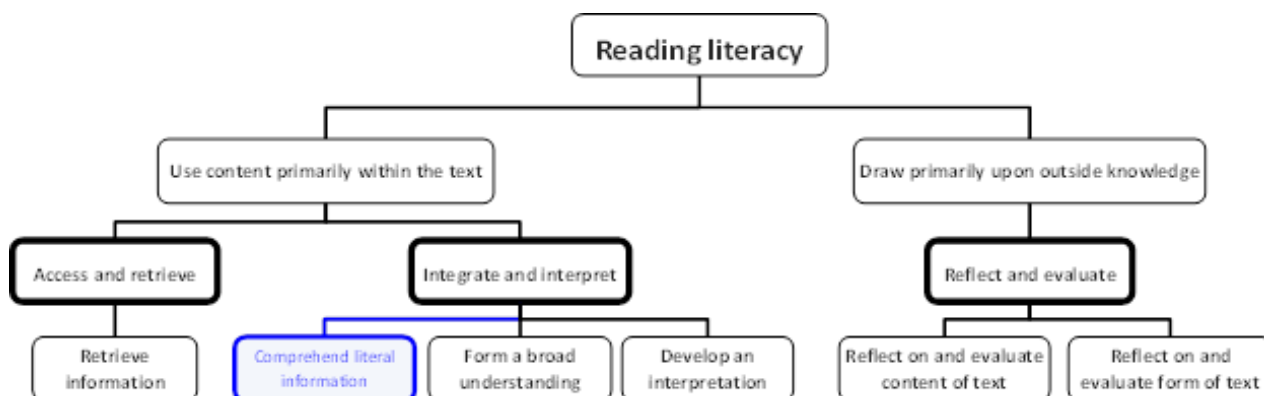 Reading literacy
Use content primarily within the text
Draw primarily upon outside knowledge
Access and retrieve
Integrate and interpret
Reflect and evaluate
Retrieve
information
Comprehend literal
information
Form a broad
understanding
Develop an
interpretation
Reflect on and evaluate
content of text
Reflect on and
evaluate form of text